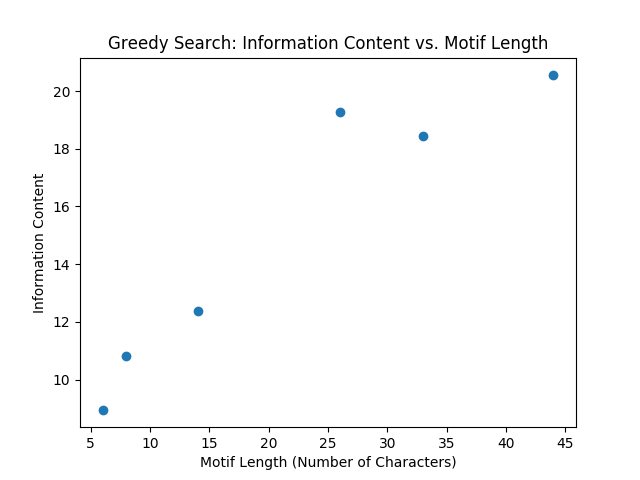 Greedy Search: Information Content vs. Motif Length
20
18
16
14
12
10
Information Content
5 10 15 20 25 30 35 40 45
Motif Length (Number of Characters)